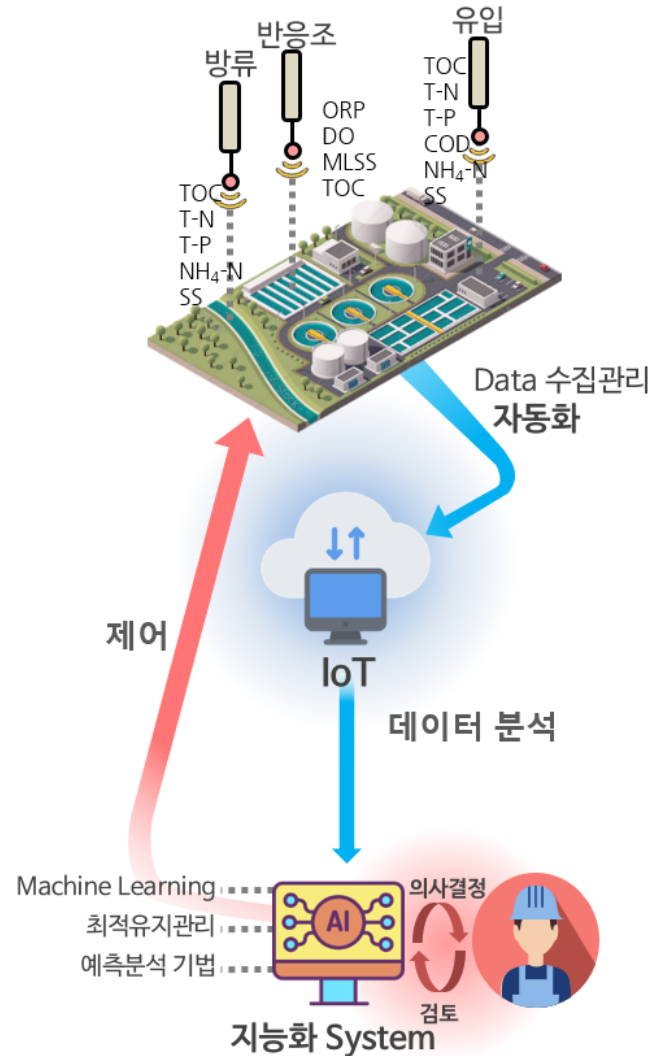 방류
반응조
유입
TOC
T-N
T-P
NH₄-N
SS
ORP
DO
MLSS
TOC
TOC
T-N
T-P
COD
NH₄-N
SS
Data 수집관리
자동화
IoT
제어
데이터 분석
Machine Learning
최적유지관리
예측분석 기법
AI
의사결정
검토
지능화 System